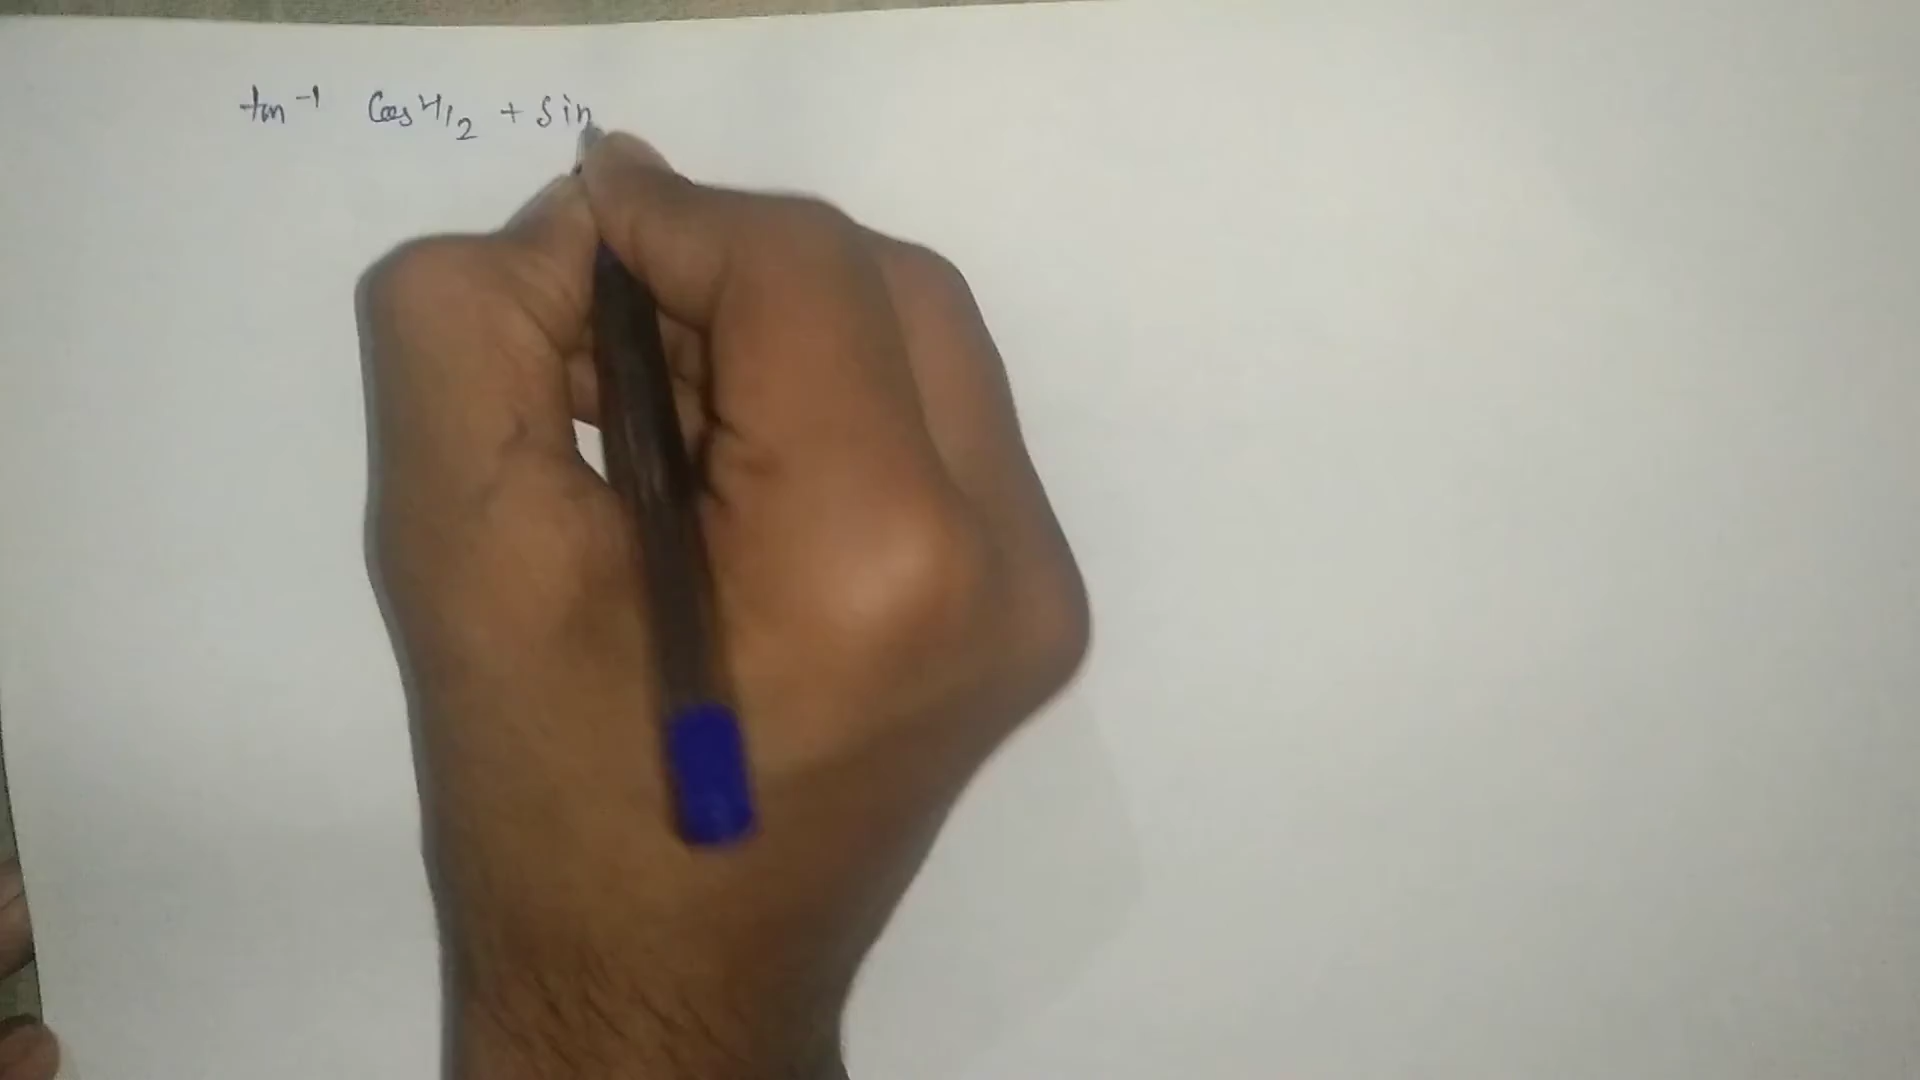 tan⁻¹ Cos x/2 + Sin